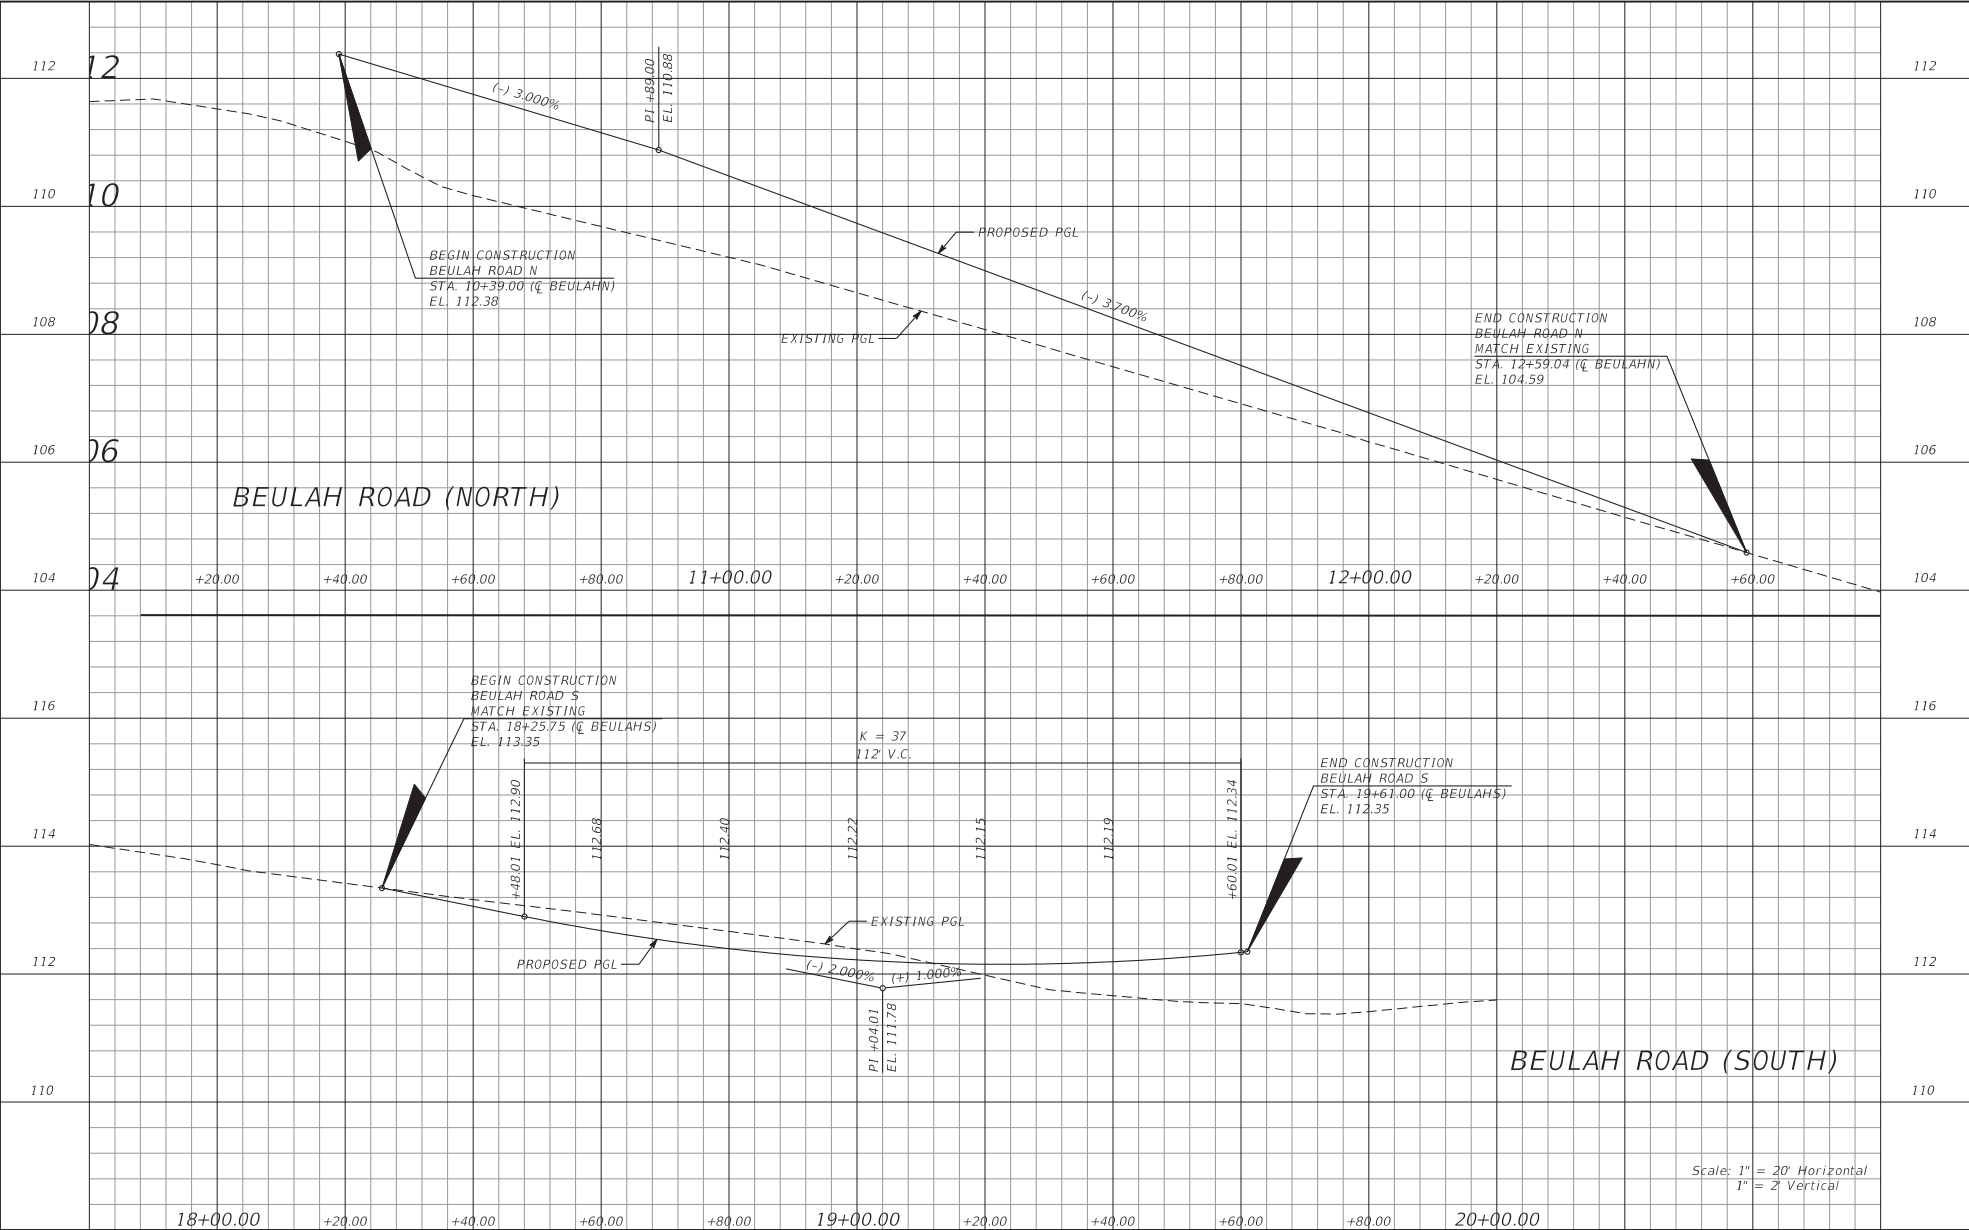 112 12 112
(-) 3.000%
PI +89.00
EL. 110.88
110 10 110
PROPOSED PGL
BEGIN CONSTRUCTION
BEULAH ROAD N
STA. 10+39.00 (℄ BEULAHN)
EL. 112.38
(-) 3.700%
108 08 108
EXISTING PGL
END CONSTRUCTION
BEULAH ROAD N
MATCH EXISTING
STA. 12+59.04 (℄ BEULAHN)
EL. 104.59
106 06 106
BEULAH ROAD (NORTH)
104 04 +20.00 +40.00 +60.00 +80.00 11+00.00 +20.00 +40.00 +60.00 +80.00 12+00.00 +20.00 +40.00 +60.00 104
BEGIN CONSTRUCTION
BEULAH ROAD S
MATCH EXISTING
STA. 18+25.75 (℄ BEULAHS)
EL. 113.35
116 116
K = 37
112' V.C.
END CONSTRUCTION
BEULAH ROAD S
STA. 19+61.00 (℄ BEULAHS)
EL. 112.35
+48.01 EL. 112.90
112.68
112.40
112.22
112.15
112.19
+60.01 EL. 112.34
114 114
EXISTING PGL
PROPOSED PGL
112 112
(-) 2.000% (+) 1.000%
PI +04.01
EL. 111.78
BEULAH ROAD (SOUTH)
110 110
Scale: 1" = 20' Horizontal
1" = 2' Vertical
18+00.00 +20.00 +40.00 +60.00 +80.00 19+00.00 +20.00 +40.00 +60.00 +80.00 20+00.00